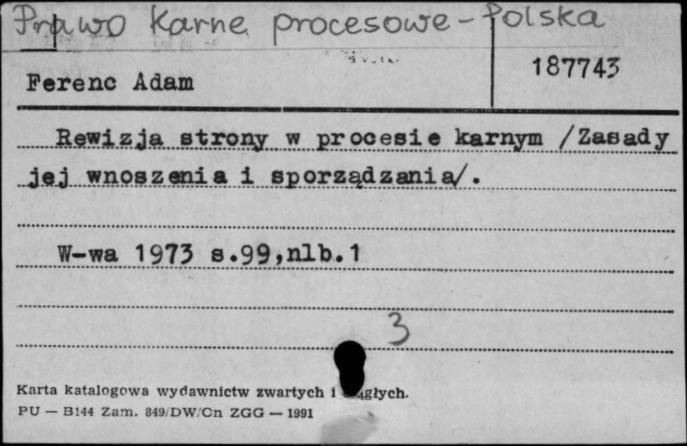 Prawo karne procesowe - Polska
187743
Ferenc Adam
Rewizja strony w procesie karnym /Zasady
jej wnoszenia i sporządzania/.
W-wa 1973 s.99,nlb.1
3
Karta katalogowa wydawnictw zwartych i głych.
PU — B144 Zam. 849/DW/Cn ZGG — 1991